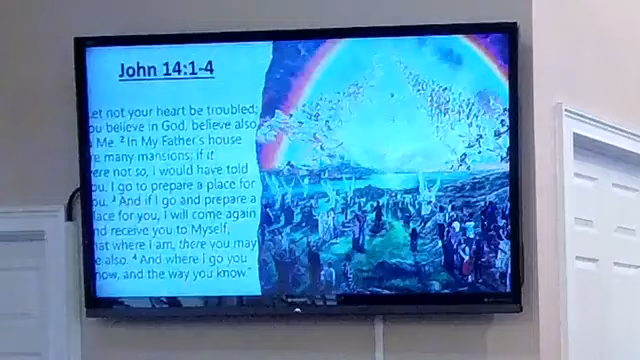 John 14:1-4
et not your heart be troubled;
ou believe in God, believe also
Me. 2 In My Father's house
e many mansions; if it
ere not so, I would have told
ou. I go to prepare a place for
ou. 3 And if I go and prepare a
lace for you, I will come again
nd receive you to Myself,
hat where I am, there you may
e also. 4 And where I go you
now, and the way you know."